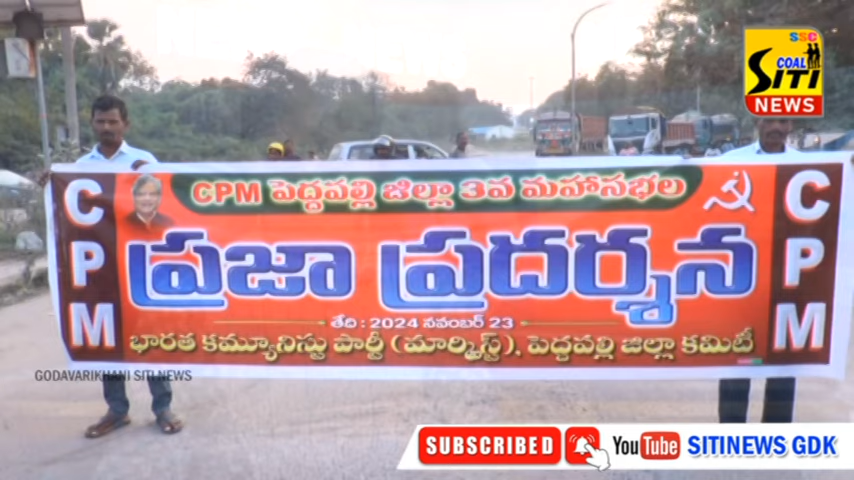 SSC
COAL
SITI
NEWS
CPM పెద్దపల్లి జిల్లా 3వ మహాసభల
CPM
ప్రజా ప్రదర్శన
CPM
తేది : 2024 నవంబర్ 23
భారత కమ్యూనిస్టు పార్టీ (మార్క్సిస్ట్), పెద్దపల్లి జిల్లా కమిటీ
GODAVARIKHANI SITI NEWS
SUBSCRIBED YouTube SITINEWS GDK